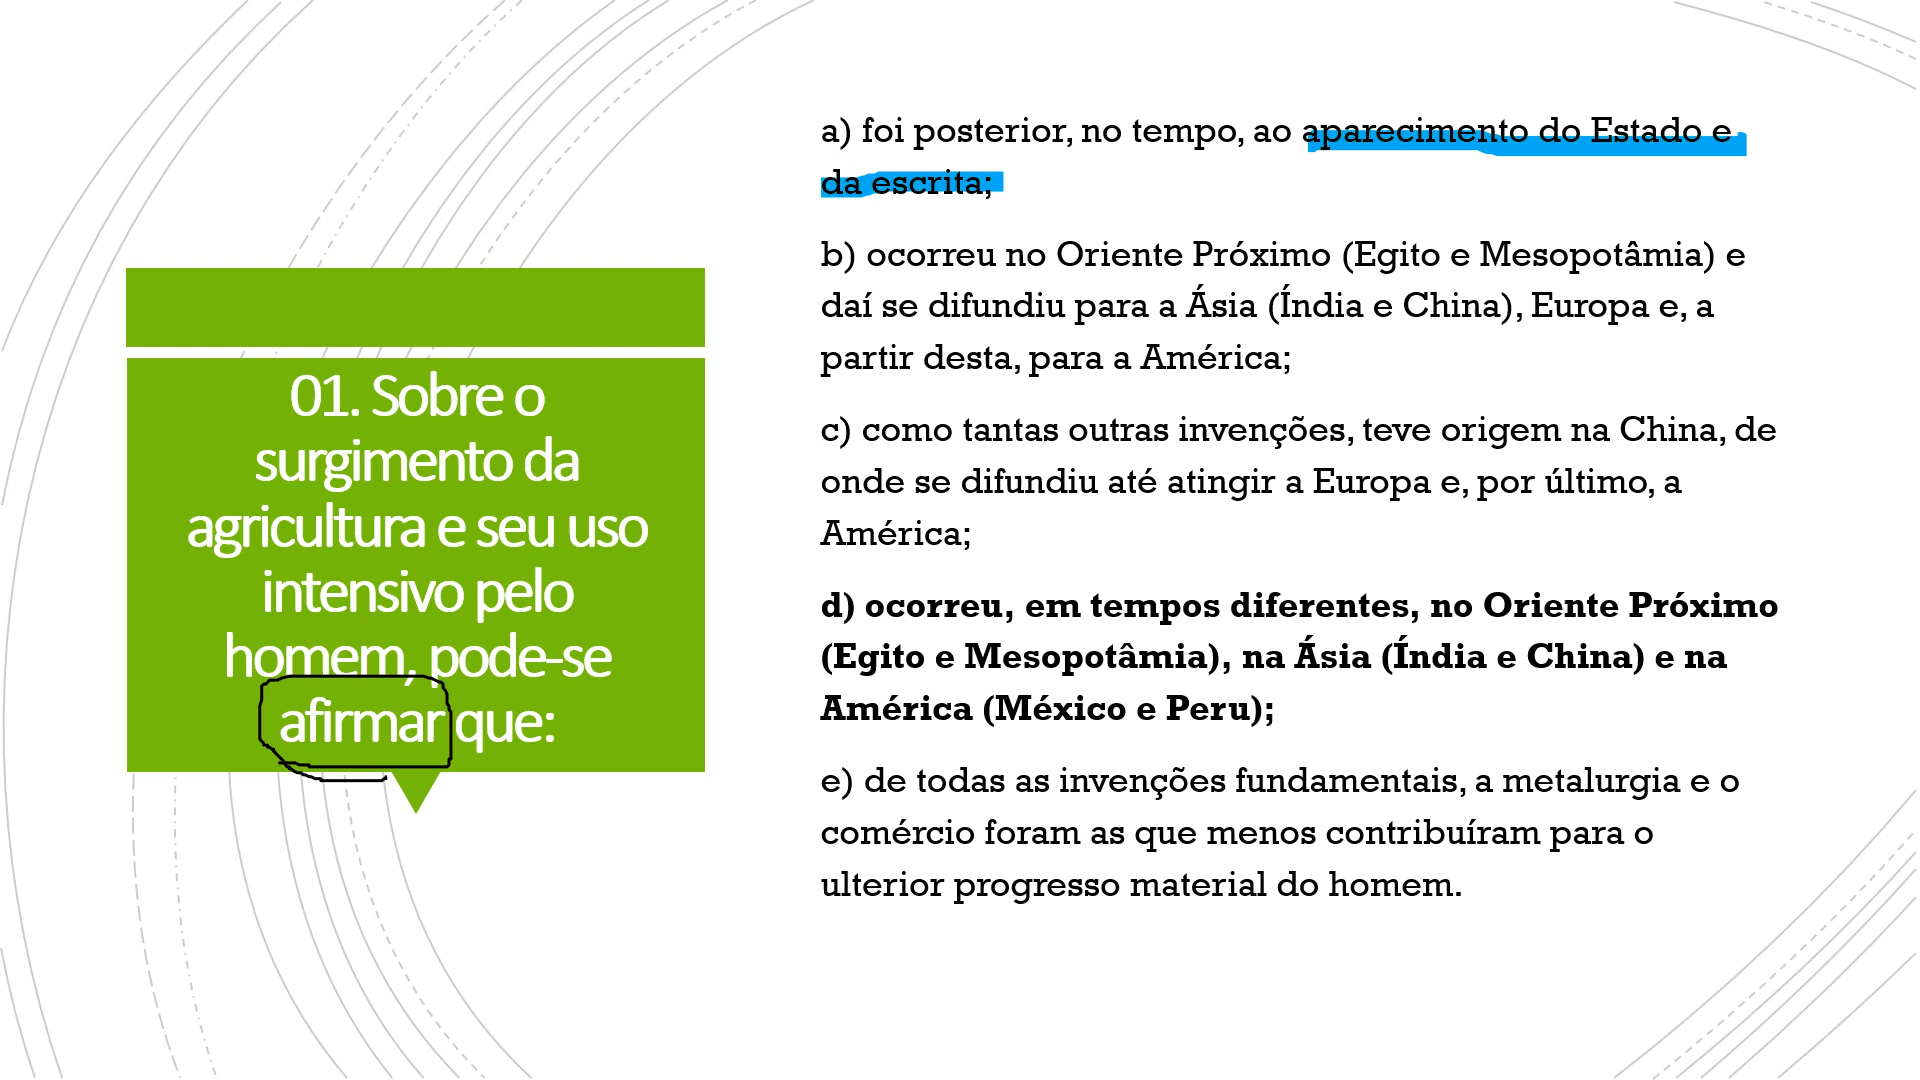 01. Sobre o
surgimento da
agricultura e seu uso
intensivo pelo
homem, pode-se
afirmar que:
a) foi posterior, no tempo, ao aparecimento do Estado e
da escrita;
b) ocorreu no Oriente Próximo (Egito e Mesopotâmia) e
daí se difundiu para a Ásia (Índia e China), Europa e, a
partir desta, para a América;
c) como tantas outras invenções, teve origem na China, de
onde se difundiu até atingir a Europa e, por último, a
América;
d) ocorreu, em tempos diferentes, no Oriente Próximo
(Egito e Mesopotâmia), na Ásia (Índia e China) e na
América (México e Peru);
e) de todas as invenções fundamentais, a metalurgia e o
comércio foram as que menos contribuíram para o
ulterior progresso material do homem.